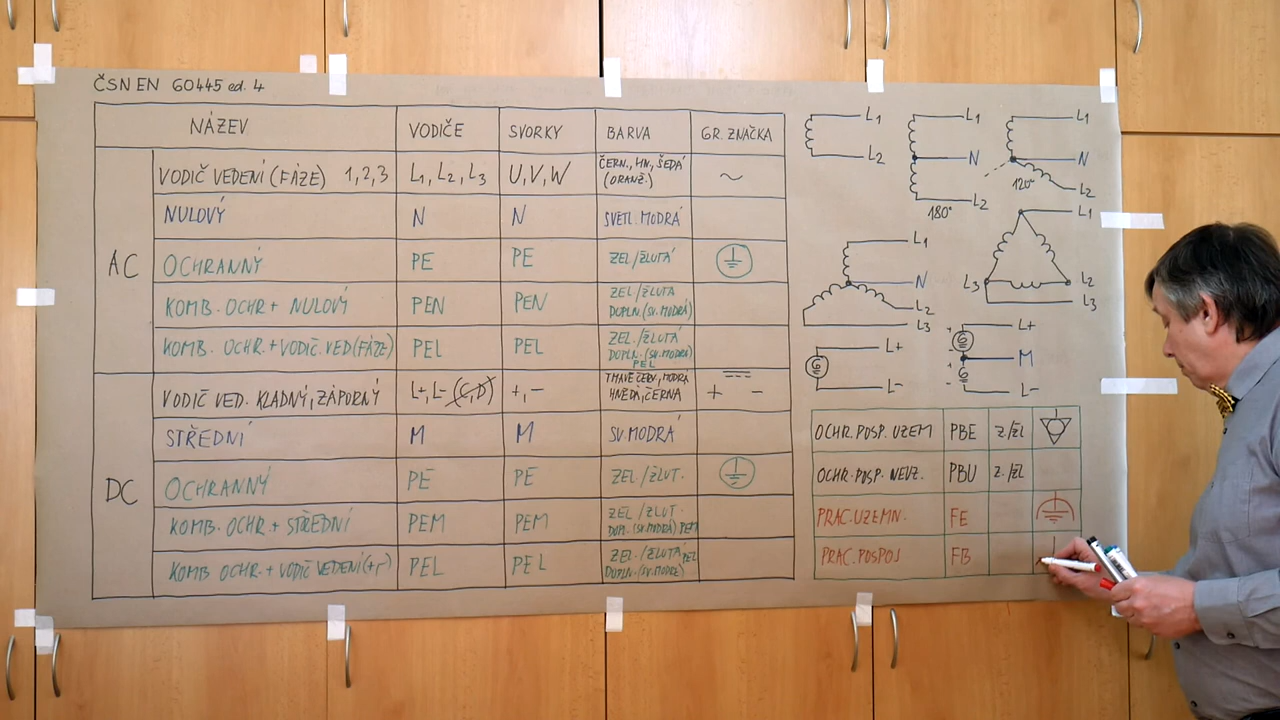 ČSN EN 60445 ed. 4
NÁZEV VODIČE SVORKY BARVA GR. ZNAČKA
AC
VODIČ VEDENÍ (FÁZE) 1,2,3 L1, L2, L3 U,V,W ČERN., HN., ŠEDÁ
(ORANŽ.) ~
NULOVÝ N N SVĚTL. MODRÁ
OCHRANNÝ PE PE ZEL/ŽLUTÁ
KOMB. OCHR + NULOVÝ PEN PEN ZEL/ŽLUTÁ
DOPLN. (SV. MODRÁ)
KOMB. OCHR. + VODIČ. VED (FÁZE) PEL PEL ZEL./ŽLUTÁ
DOPLN. (SV. MODRÁ)
PEL
DC
VODIČ VED. KLADNÝ, ZÁPORNÝ L+, L- (C,D) +, - TMAVĚ ČERV., MODRÁ
HNĚDÁ, ČERNÁ + -
STŘEDNÍ M M SV. MODRÁ
OCHRANNÝ PE PE ZEL./ŽLUT.
KOMB. OCHR. + STŘEDNÍ PEM PEM ZEL/ŽLUT.
DOPL. (SV. MODRÁ) PEM
KOMB OCHR. + VODIČ VEDENÍ (+ PEL PEL ZEL./ŽLUTÁ PEL
DOPLN. (SV. MODRÁ)
L1
L2
L1
N
L2
180°
L1
N
L2
120°
L1
N
L2
L3
L1
L2
L3
L3
G
L+
L-
G
G
L+
M
L-
OCHR. POSP. UZEM PBE Z/ŽL
OCHR. POSP. NEUZ. PBU Z./ŽL
PRAC. UZEMN. FE
PRAC. POSPOJ FB